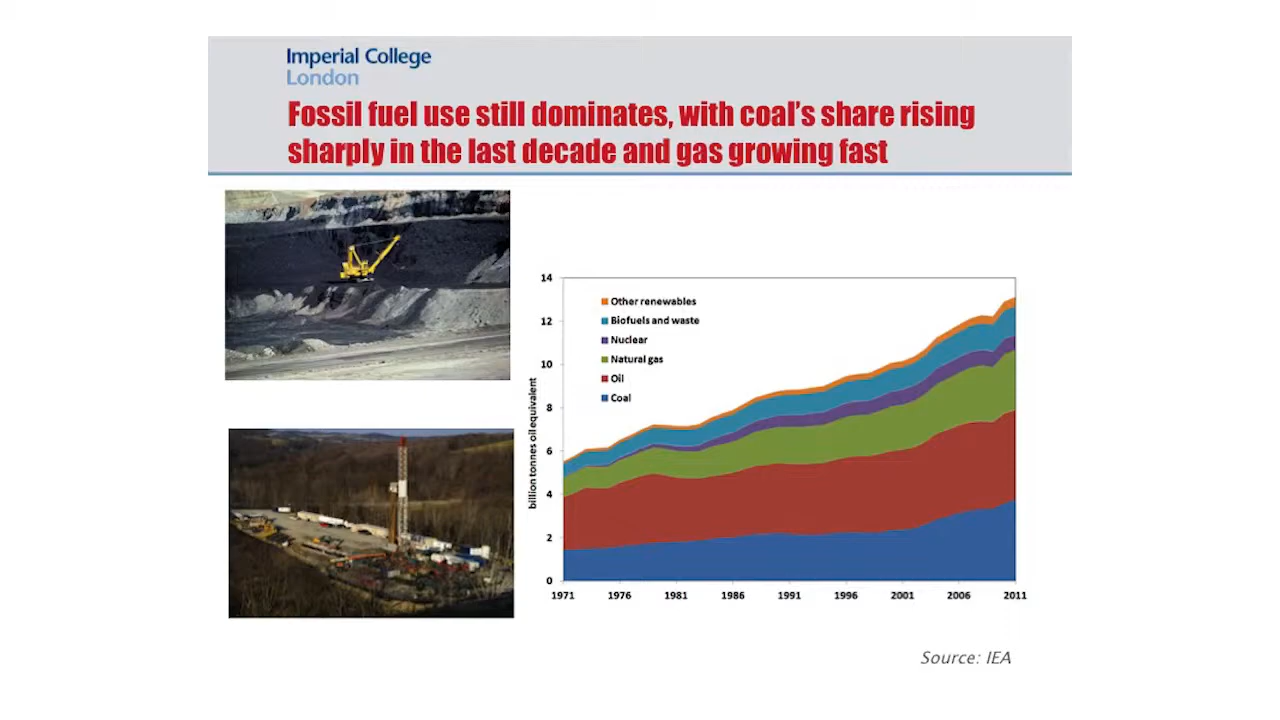 Imperial College
London
Fossil fuel use still dominates, with coal's share rising
sharply in the last decade and gas growing fast
14
12
10
8
6
4
2
0
billion tonnes oil equivalent
Other renewables
Biofuels and waste
Nuclear
Natural gas
Oil
Coal
1971 1976 1981 1986 1991 1996 2001 2006 2011
Source: IEA